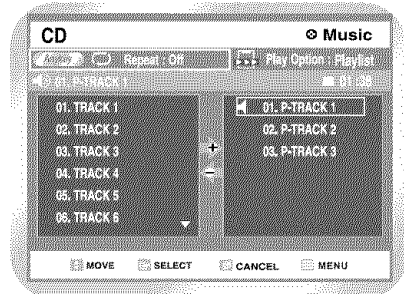 CD
Music
Repeat : Off
Play Option : Playlist
01. P-TRACK 1
01:36
01. TRACK 1
02. TRACK 2
03. TRACK 3
04. TRACK 4
05. TRACK 5
06. TRACK 6
+
-
01. P-TRACK 1
02. P-TRACK 2
03. P-TRACK 3
MOVE
SELECT
CANCEL
MENU